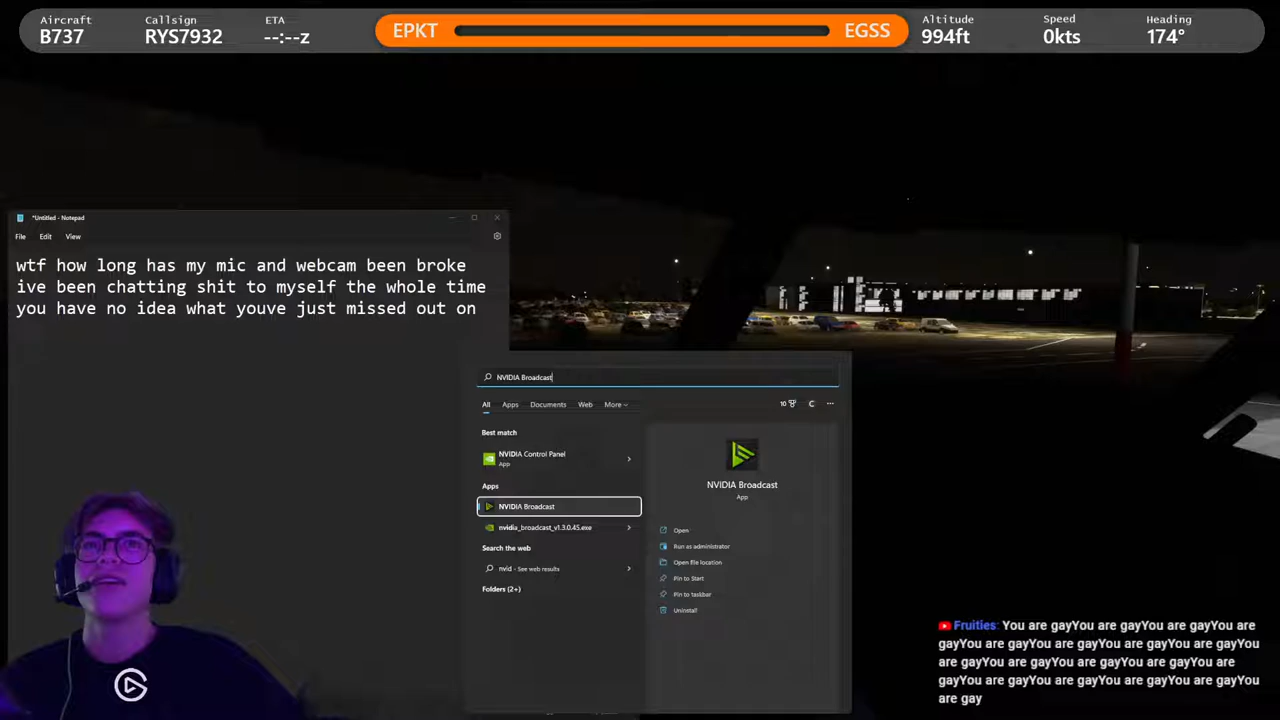 Aircraft
B737
Callsign
RYS7932
ETA
--:--z
EPKT
EGSS
Altitude
994ft
Speed
0kts
Heading
174°
*Untitled - Notepad
File Edit View
wtf how long has my mic and webcam been broke
ive been chatting shit to myself the whole time
you have no idea what youve just missed out on
NVIDIA Broadcast
All Apps Documents Web More
10
C
Best match
NVIDIA Control Panel
App
Apps
NVIDIA Broadcast
nvidia_broadcast_v1.3.0.45.exe
Search the web
nvid - See web results
Folders (2+)
NVIDIA Broadcast
App
Open
Run as administrator
Open file location
Pin to Start
Pin to taskbar
Uninstall
Fruities: You are gayYou are gayYou are gayYou are
gayYou are gayYou are gayYou are gayYou are
gayYou are gayYou are gayYou are gayYou are
gayYou are gayYou are gayYou are gayYou are gayYou
are gay